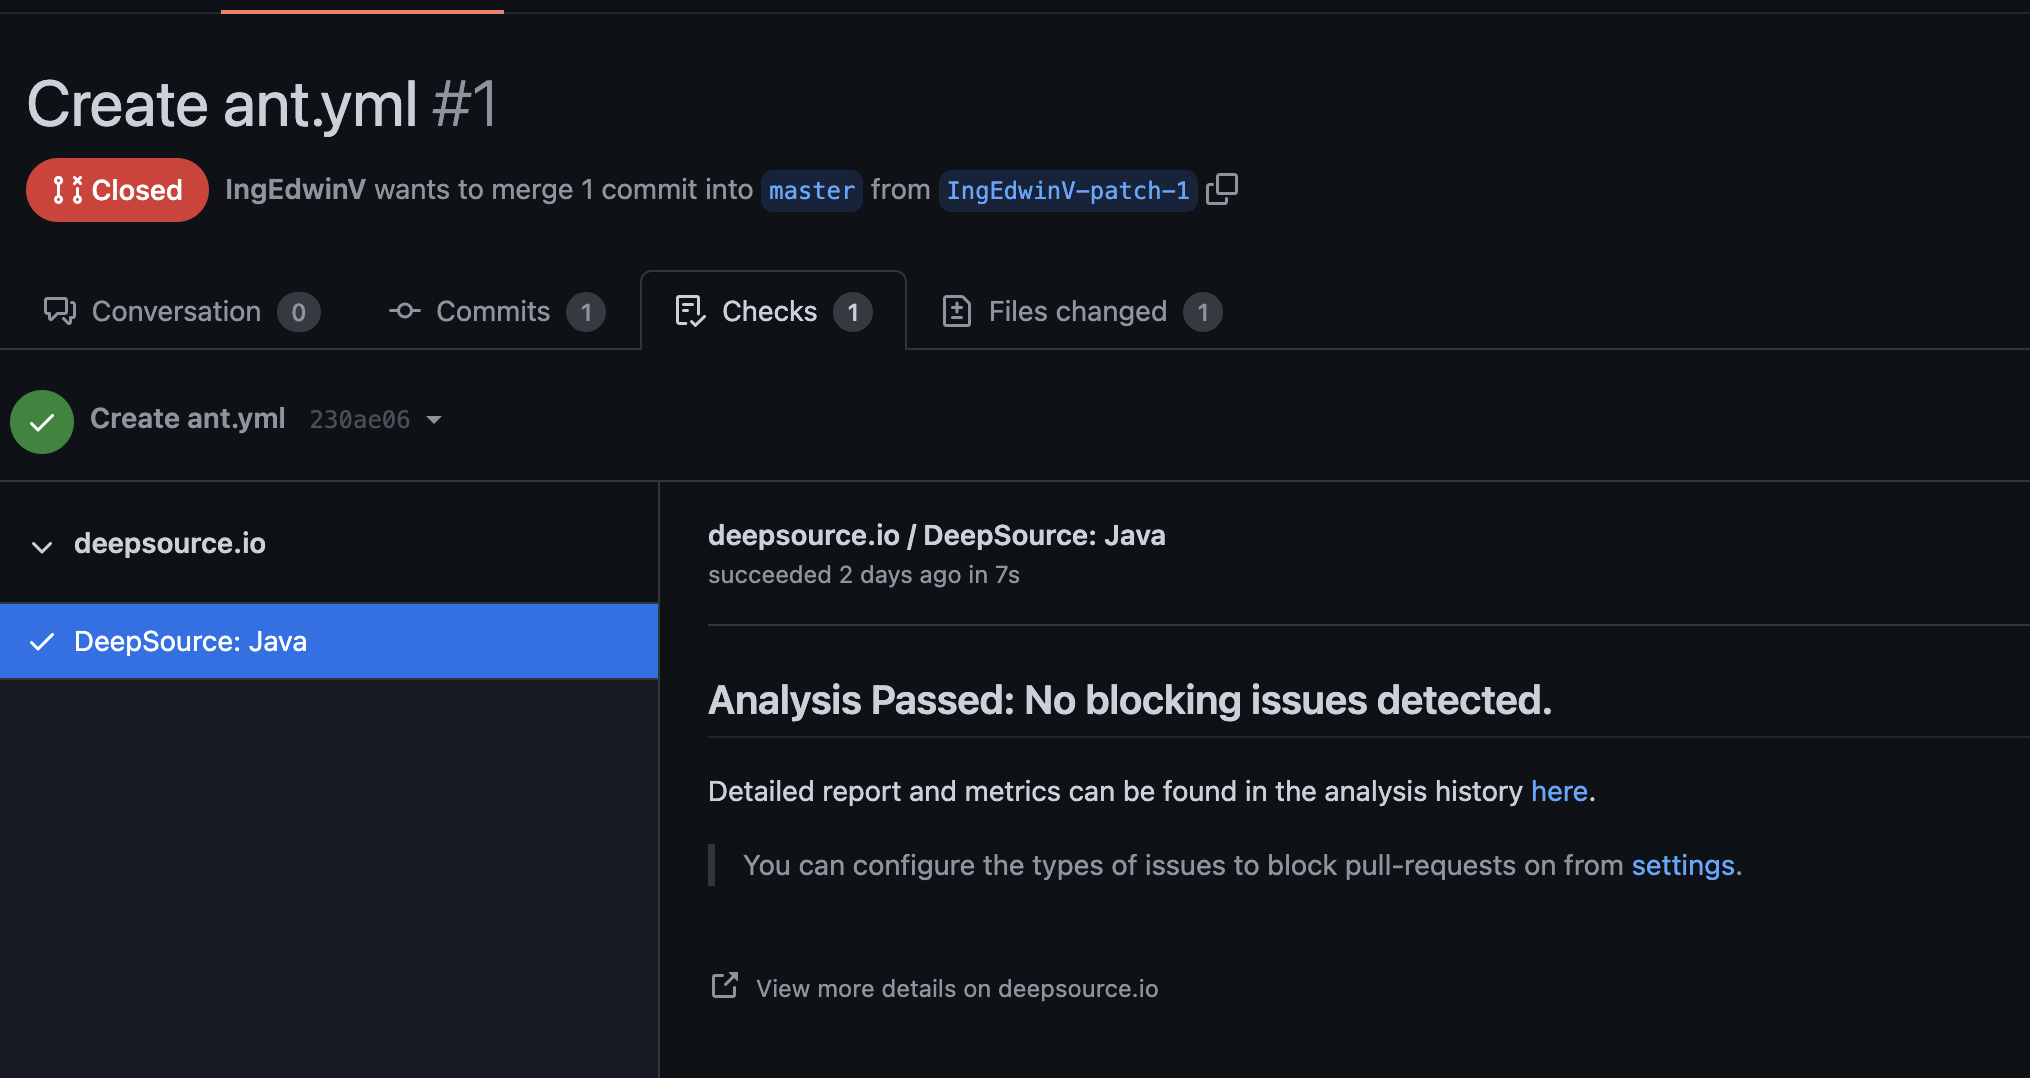 Create ant.yml #1
Closed IngEdwinV wants to merge 1 commit into master from IngEdwinV-patch-1
Conversation 0 Commits 1 Checks 1 Files changed 1
Create ant.yml 230ae06
deepsource.io
DeepSource: Java
deepsource.io / DeepSource: Java
succeeded 2 days ago in 7s
Analysis Passed: No blocking issues detected.
Detailed report and metrics can be found in the analysis history here.
You can configure the types of issues to block pull-requests on from settings.
View more details on deepsource.io